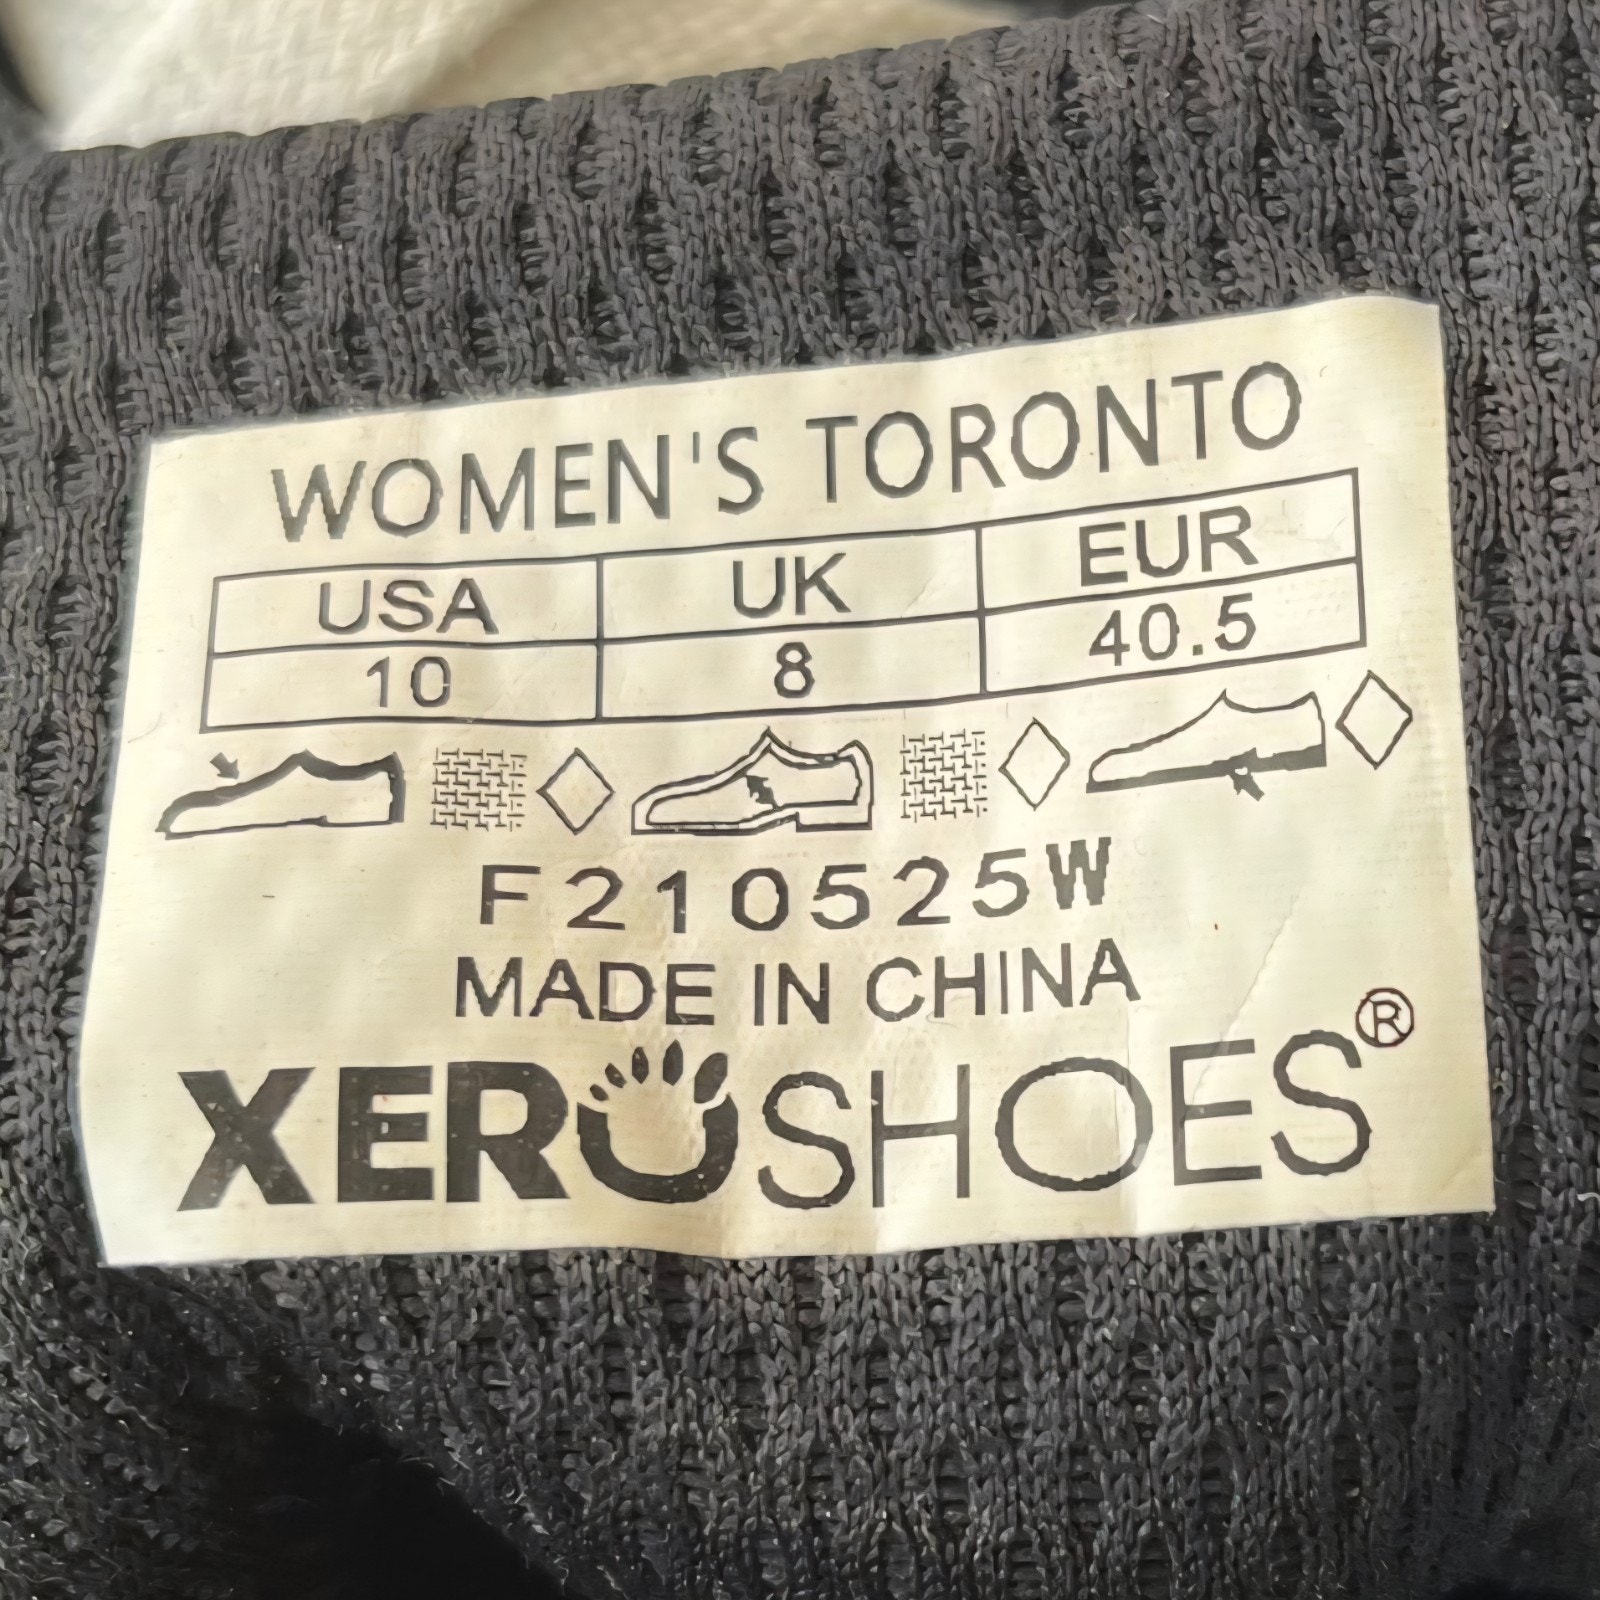 WOMEN'S TORONTO
USA UK EUR
10 8 40.5
F210525W
MADE IN CHINA
XEROSHOES®